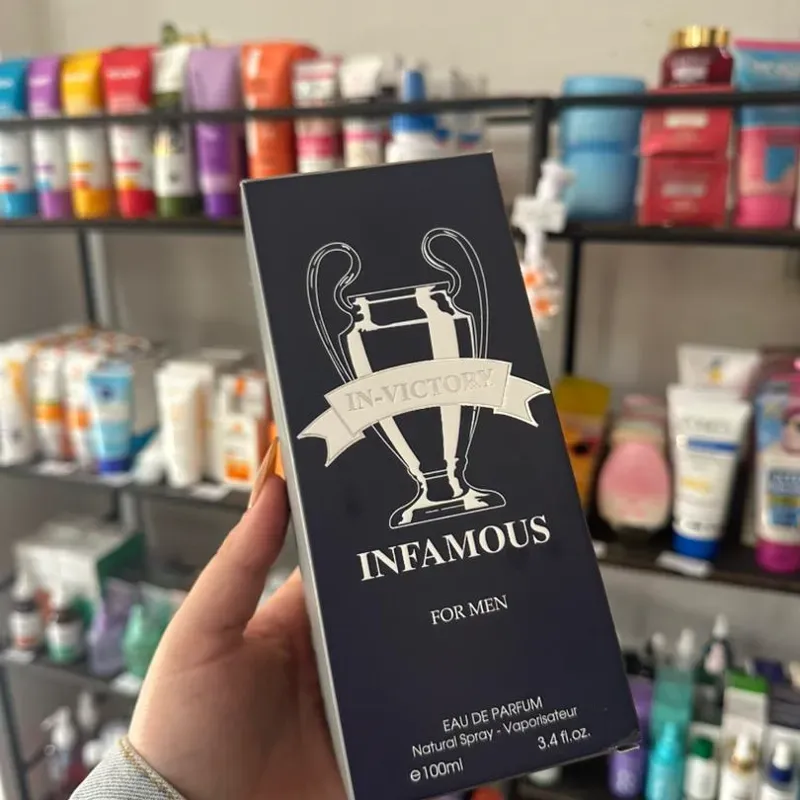 IN-VICTORY
INFAMOUS
FOR MEN
EAU DE PARFUM
Natural Spray - Vaporisateur
3.4 fl.oz.
e100ml